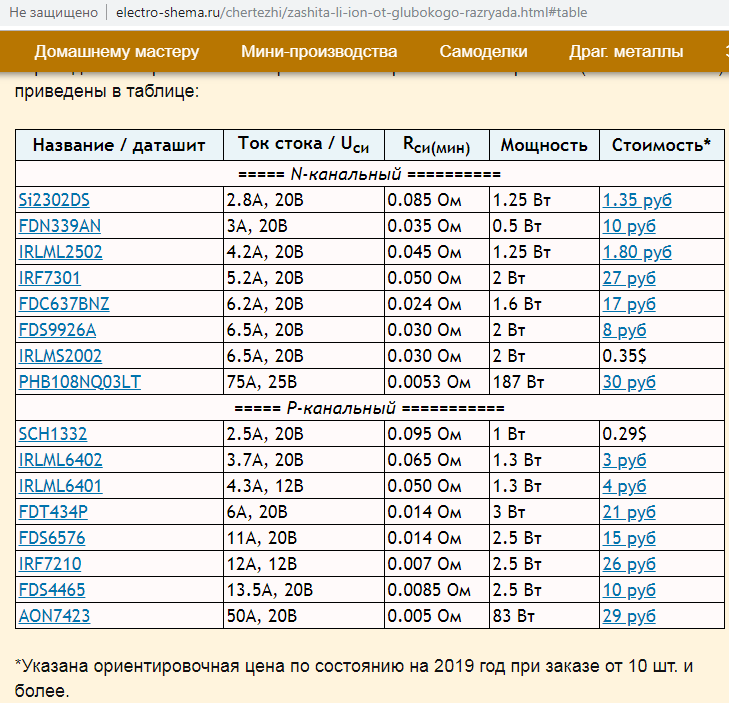 Не защищено electro-shema.ru/chertezhi/zashita-li-ion-ot-glubokogo-razryada.html#table
Домашнему мастеру Мини-производства Самоделки Драг. металлы
приведены в таблице:
Название / даташит Ток стока / Uси Rси(мин) Мощность Стоимость*
===== N-канальный ==========
Si2302DS 2.8А, 20В 0.085 Ом 1.25 Вт 1.35 руб
FDN339AN 3А, 20В 0.035 Ом 0.5 Вт 10 руб
IRLML2502 4.2А, 20В 0.045 Ом 1.25 Вт 1.80 руб
IRF7301 5.2А, 20В 0.050 Ом 2 Вт 27 руб
FDC637BNZ 6.2А, 20В 0.024 Ом 1.6 Вт 17 руб
FDS9926A 6.5А, 20В 0.030 Ом 2 Вт 8 руб
IRLMS2002 6.5А, 20В 0.030 Ом 2 Вт 0.35$
PHB108NQ03LT 75А, 25В 0.0053 Ом 187 Вт 30 руб
===== P-канальный ===========
SCH1332 2.5А, 20В 0.095 Ом 1 Вт 0.29$
IRLML6402 3.7А, 20В 0.065 Ом 1.3 Вт 3 руб
IRLML6401 4.3А, 12В 0.050 Ом 1.3 Вт 4 руб
FDT434P 6А, 20В 0.014 Ом 3 Вт 21 руб
FDS6576 11А, 20В 0.014 Ом 2.5 Вт 15 руб
IRF7210 12А, 12В 0.007 Ом 2.5 Вт 26 руб
FDS4465 13.5А, 20В 0.0085 Ом 2.5 Вт 10 руб
AON7423 50А, 20В 0.005 Ом 83 Вт 29 руб
*Указана ориентировочная цена по состоянию на 2019 год при заказе от 10 шт. и
более.